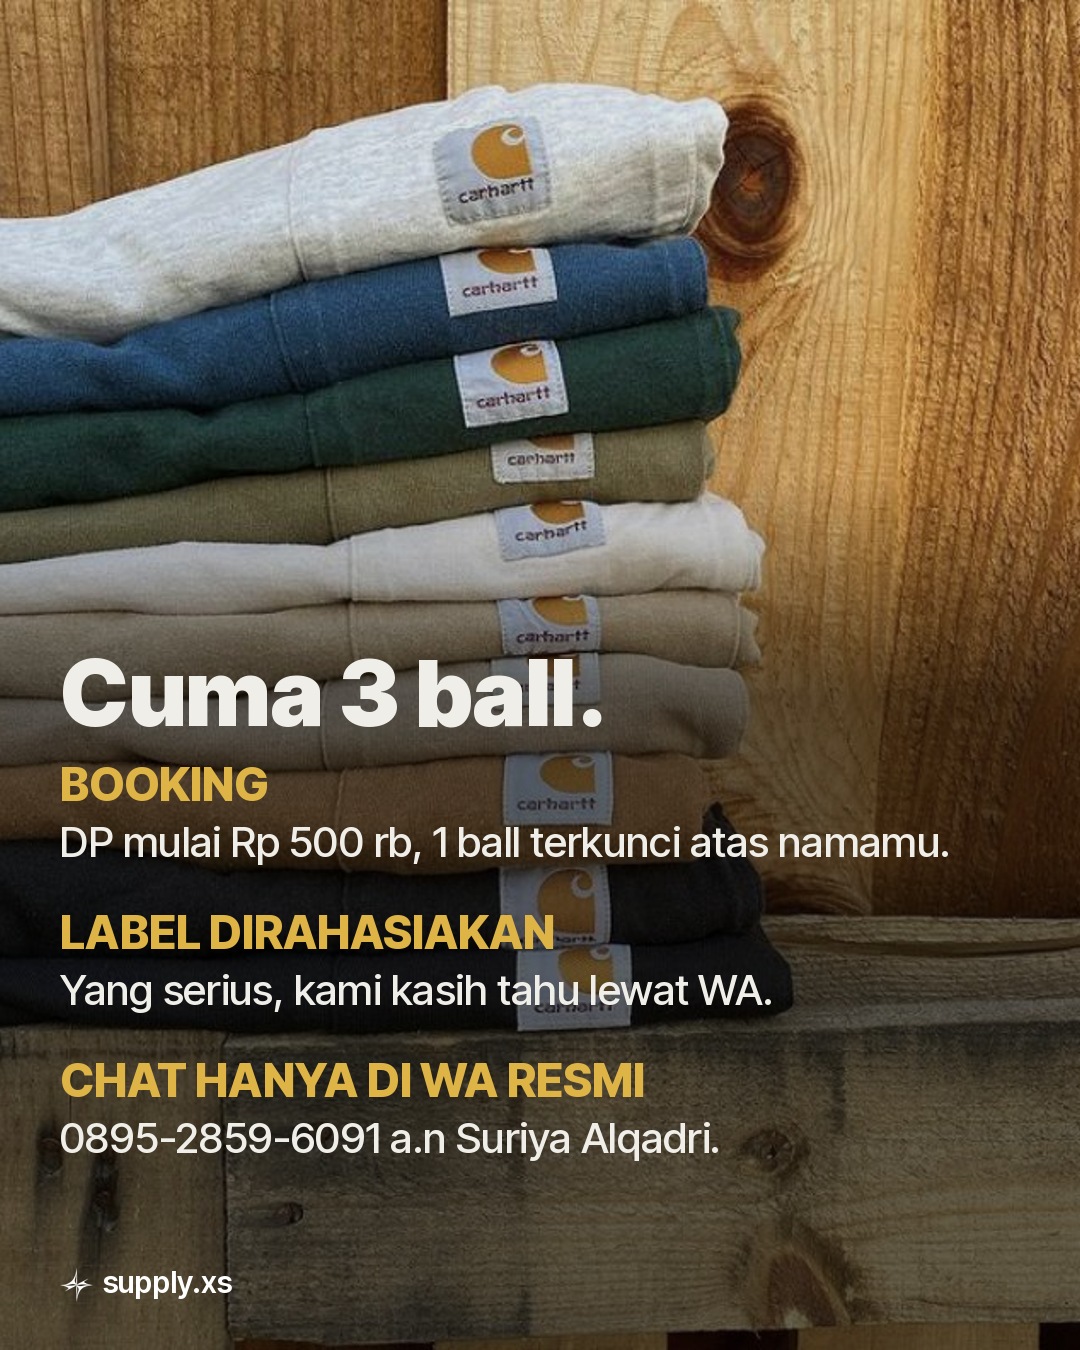 carhartt
carhartt
carhartt
carhartt
carhartt
carhartt
Cuma 3 ball.
BOOKING
carhartt
DP mulai Rp 500 rb, 1 ball terkunci atas namamu.
LABEL DIRAHASIAKAN
Yang serius, kami kasih tahu lewat WA.
carhartt
CHAT HANYA DI WA RESMI
0895-2859-6091 a.n Suriya Alqadri.
supply.xs